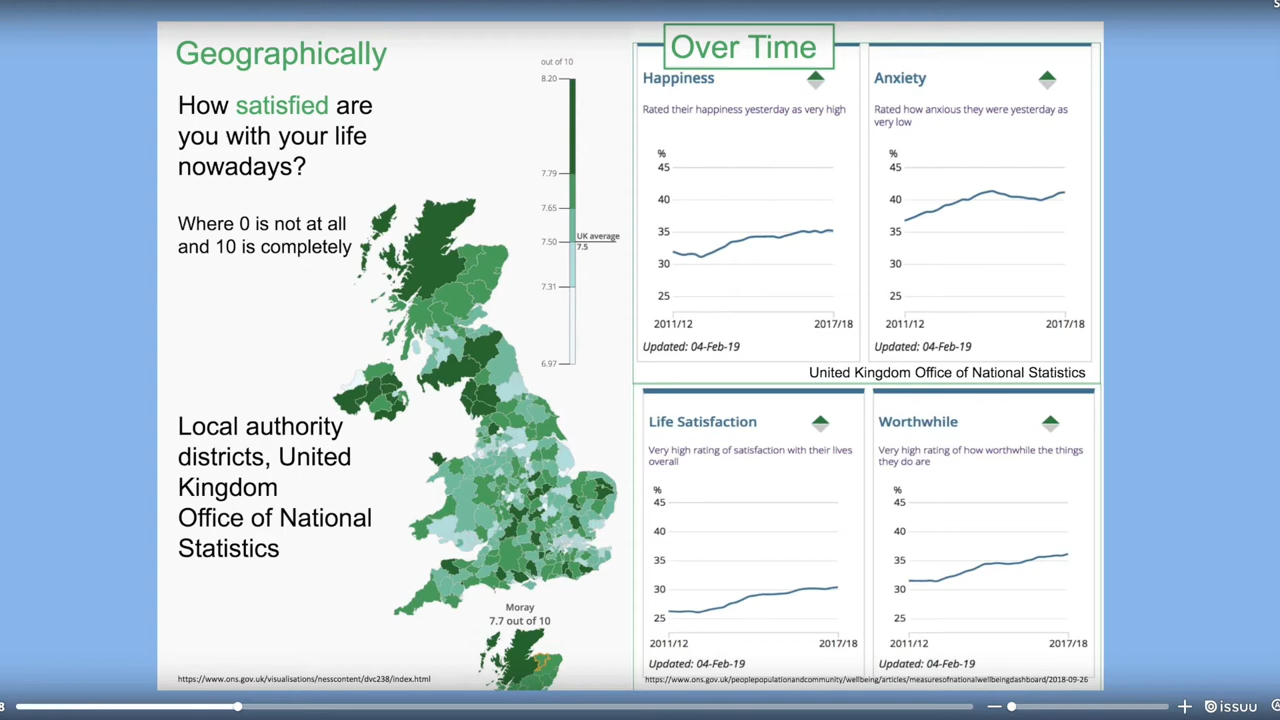 Geographically
How satisfied are
you with your life
nowadays?
Where 0 is not at all
and 10 is completely
out of 10
8.20
7.79
7.65
7.50
UK average
7.5
7.31
6.97
Local authority
districts, United
Kingdom
Office of National
Statistics
Moray
7.7 out of 10
https://www.ons.gov.uk/visualisations/nesscontent/dvc238/index.html
Over Time
Happiness
Rated their happiness yesterday as very high
%
45
40
35
30
25
2011/12 2017/18
Updated: 04-Feb-19
Anxiety
Rated how anxious they were yesterday as
very low
%
45
40
35
30
25
2011/12 2017/18
Updated: 04-Feb-19
United Kingdom Office of National Statistics
Life Satisfaction
Very high rating of satisfaction with their lives
overall
%
45
40
35
30
25
2011/12 2017/18
Updated: 04-Feb-19
Worthwhile
Very high rating of how worthwhile the things
they do are
%
45
40
35
30
25
2011/12 2017/18
Updated: 04-Feb-19
https://www.ons.gov.uk/peoplepopulationandcommunity/wellbeing/articles/measuresofnationalwellbeingdashboard/2018-09-26
issuu